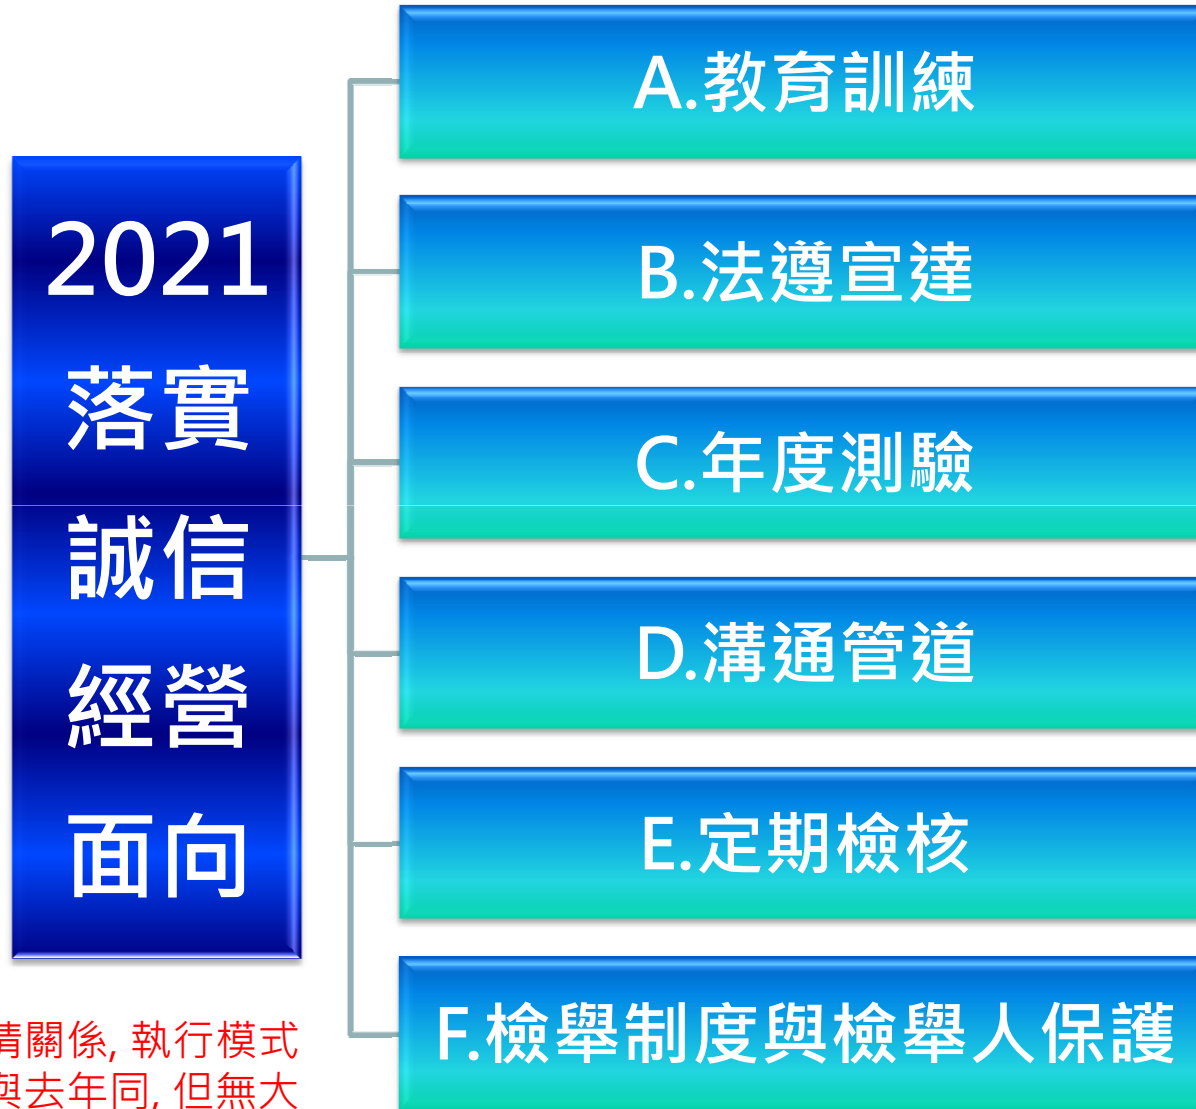 2021
落實
誠信
經營
面向
A.教育訓練
B.法遵宣達
C.年度測驗
D.溝通管道
E.定期檢核
F.檢舉制度與檢舉人保護
情關係, 執行模式
與去年同, 但無大